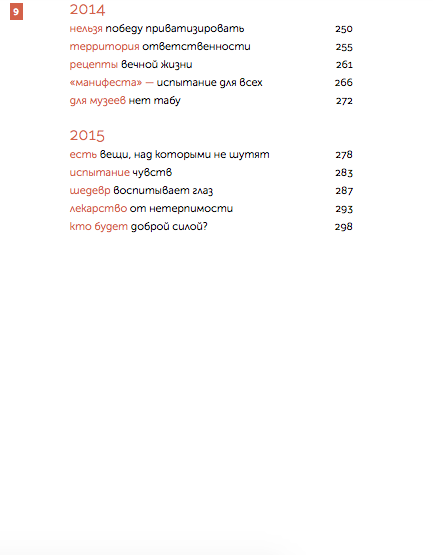 9
2014
нельзя победу приватизировать 250
территория ответственности 255
рецепты вечной жизни 261
«манифеста» — испытание для всех 266
для музеев нет табу 272
2015
есть вещи, над которыми не шутят 278
испытание чувств 283
шедевр воспитывает глаз 287
лекарство от нетерпимости 293
кто будет доброй силой? 298